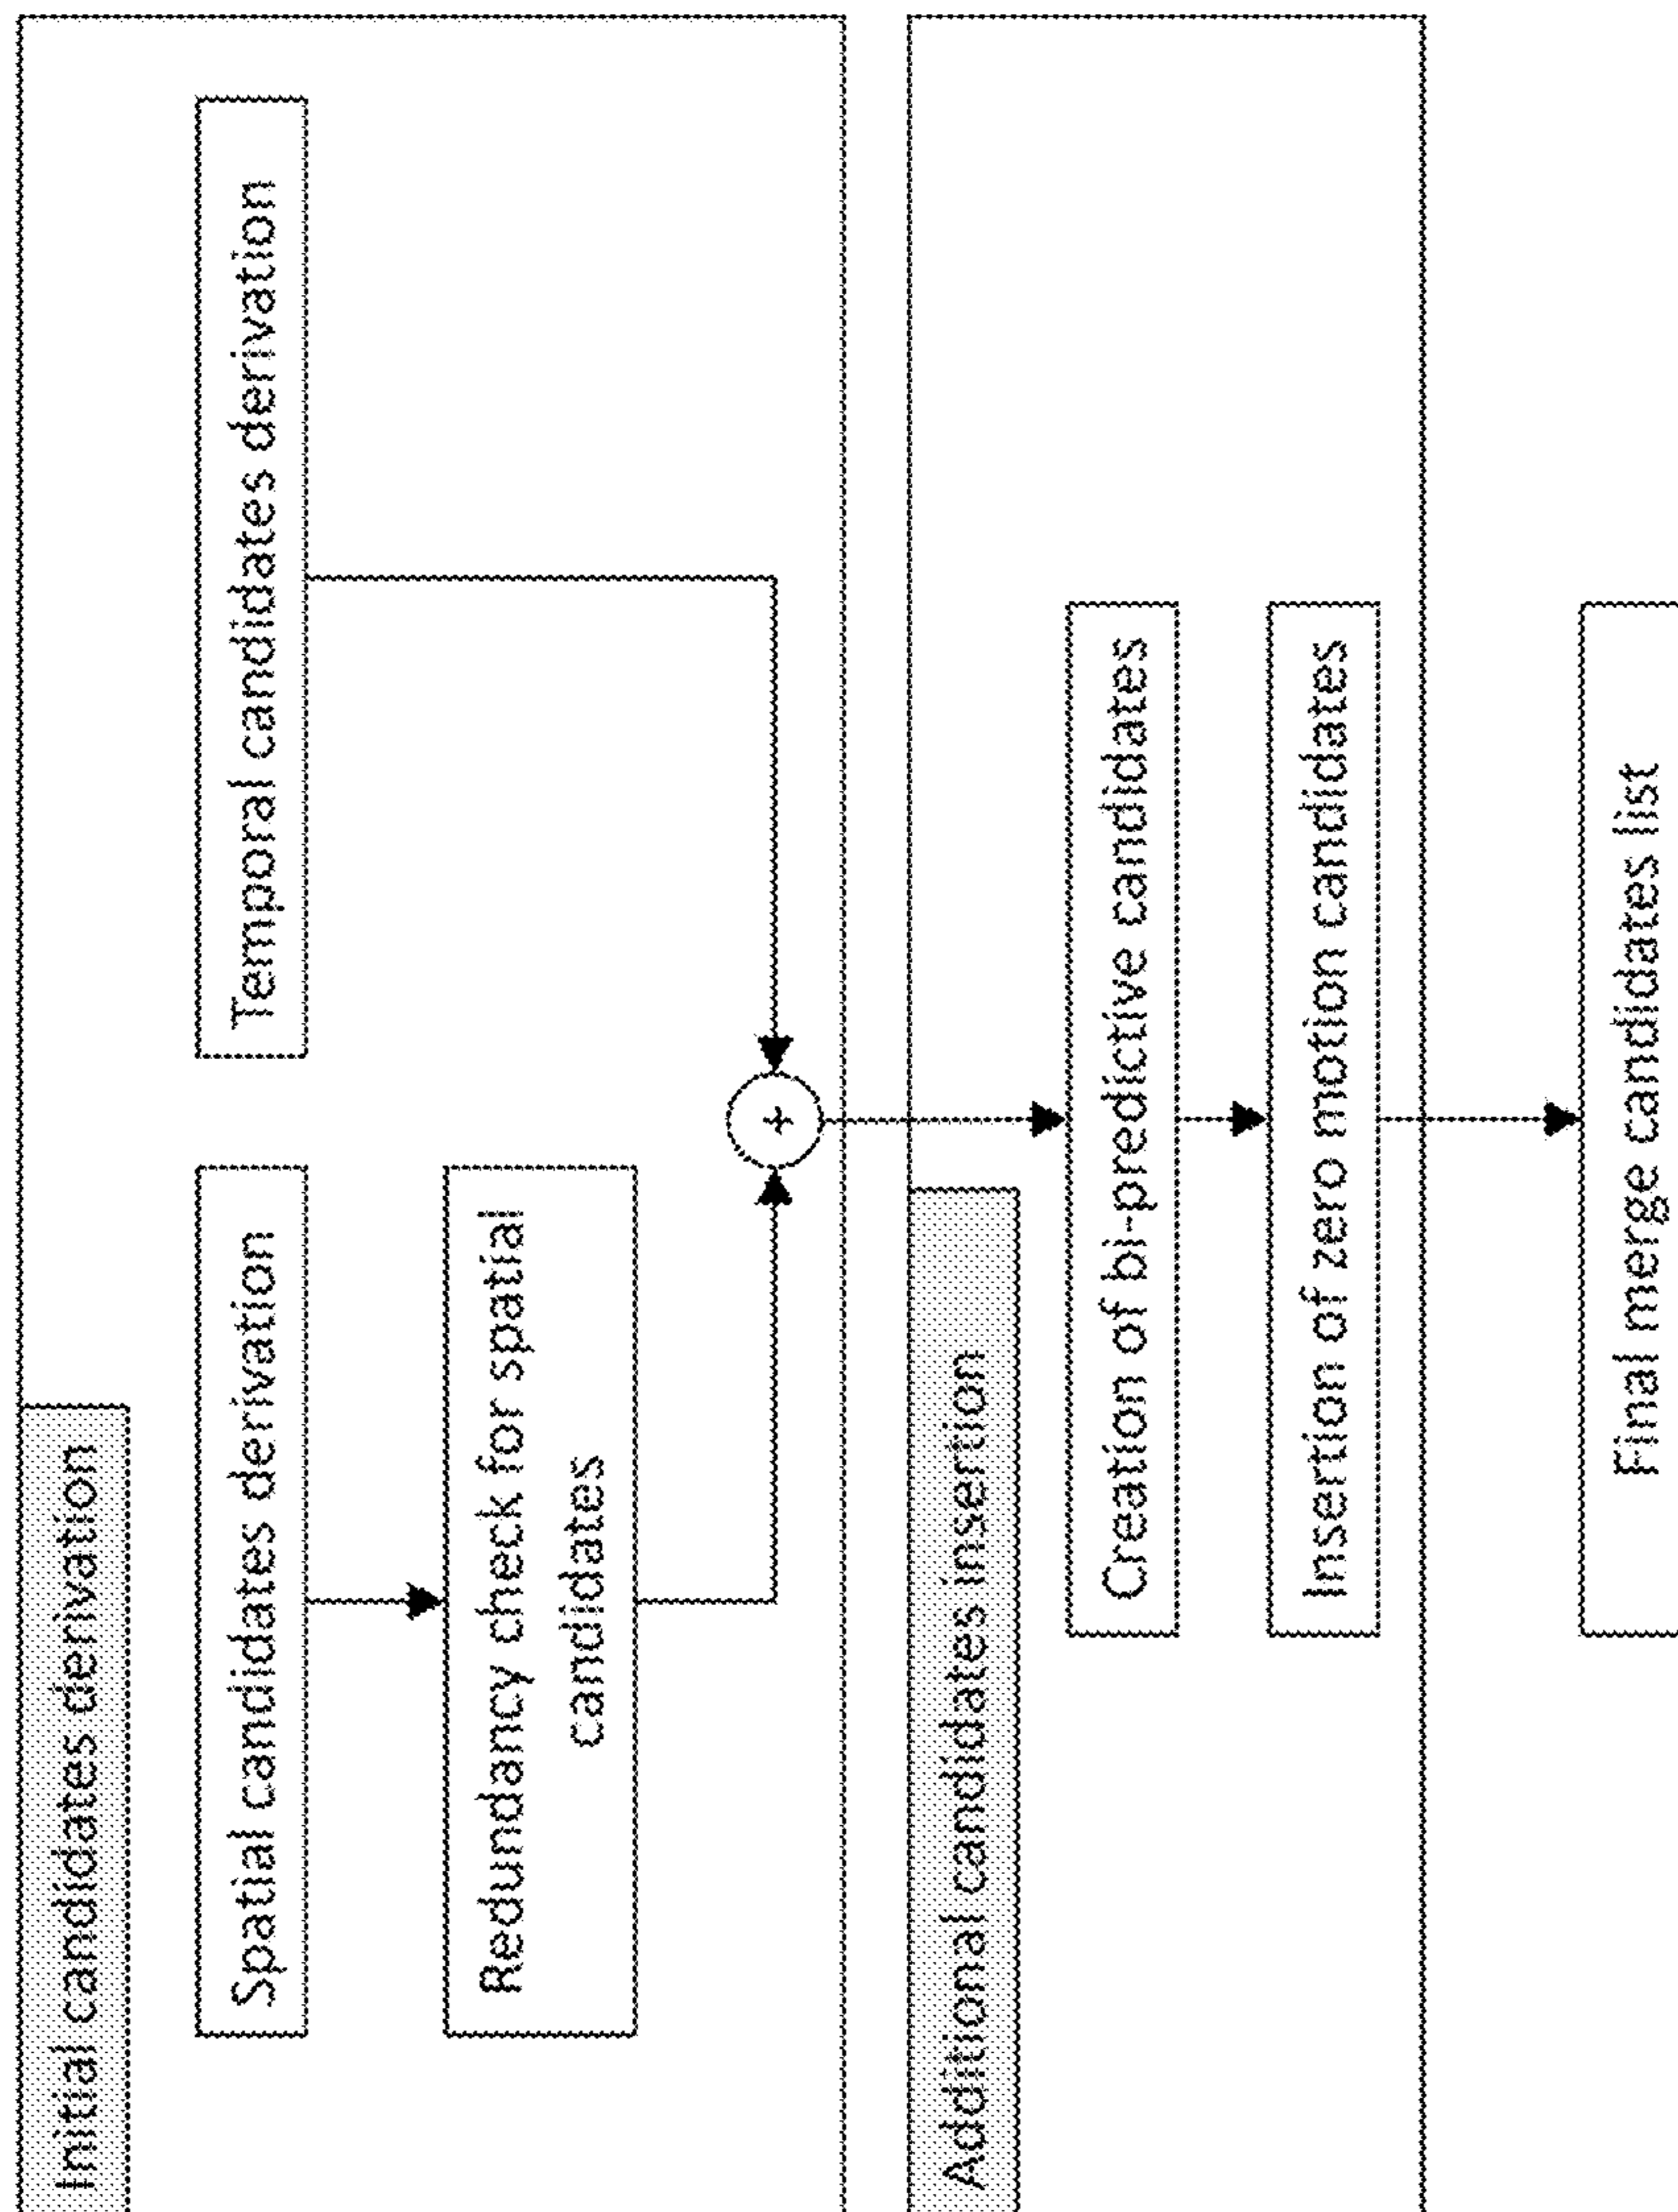 Initial candidates derivation
Spatial candidates derivation
Temporal candidates derivation
Redundancy check for spatial
candidates
+
Additional candidates insertion
Creation of bi-predictive candidates
Insertion of zero motion candidates
Final merge candidates list